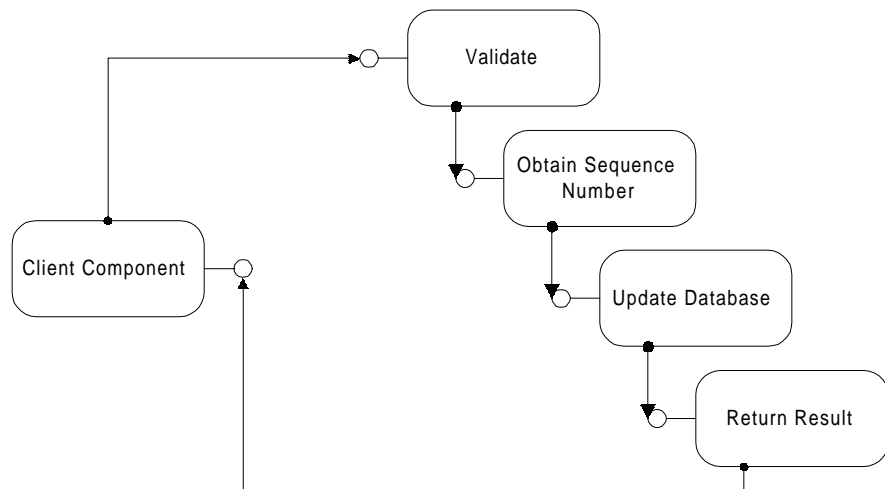 Validate
Obtain Sequence
Number
Client Component
Update Database
Return Result